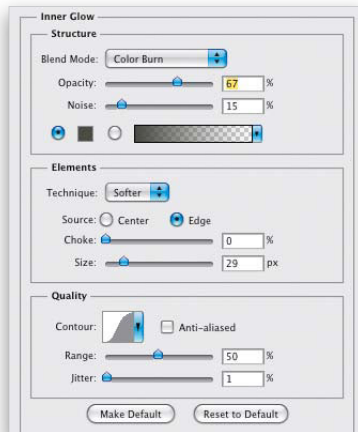 Inner Glow
Structure
Blend Mode: Color Burn
Opacity: 67 %
Noise: 15 %
Elements
Technique: Softer
Source: Center Edge
Choke: 0 %
Size: 29 px
Quality
Contour: Anti-aliased
Range: 50 %
Jitter: 1 %
Make Default Reset to Default